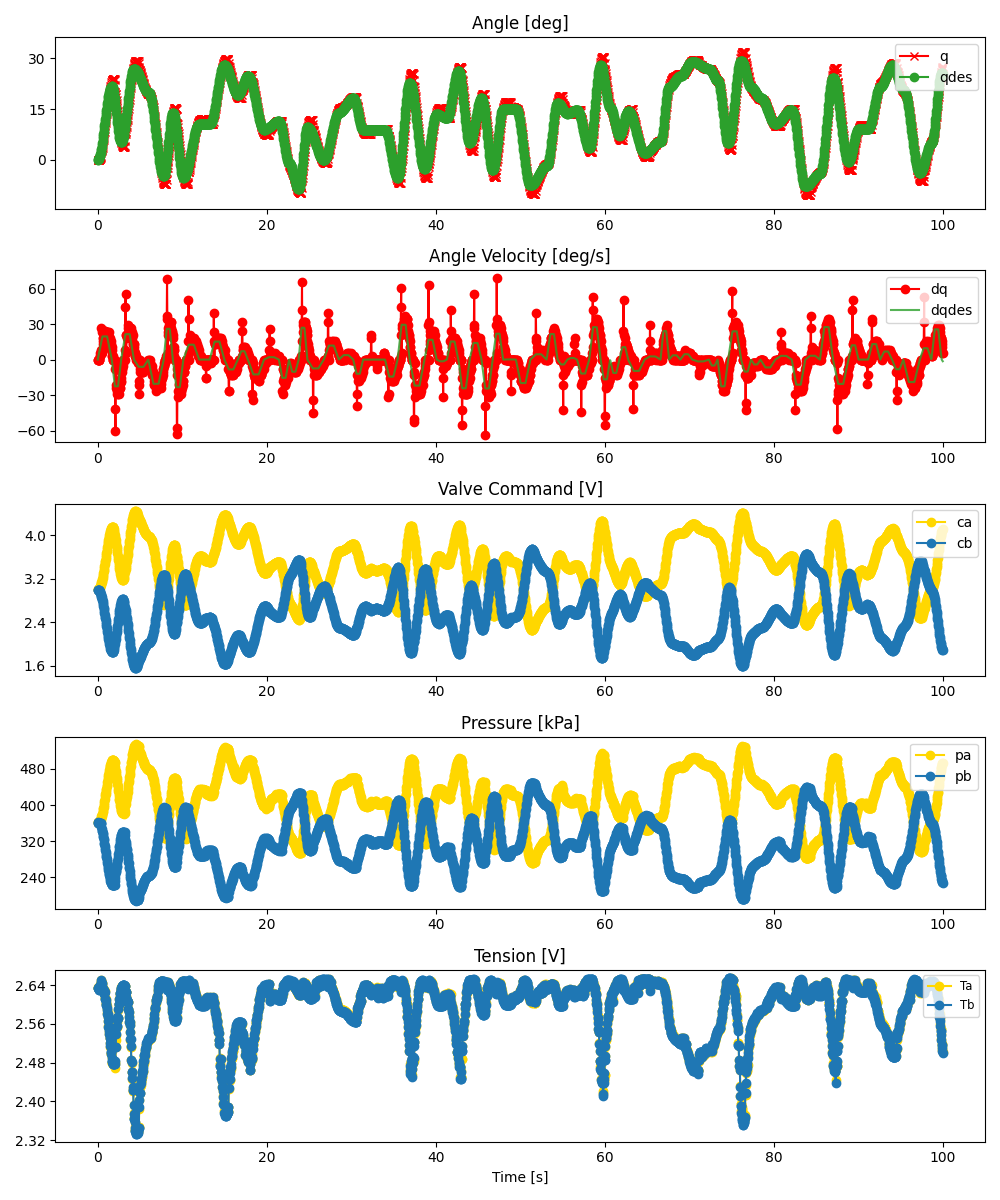 Angle [deg]
30
15
0
q
qdes
0 20 40 60 80 100
Angle Velocity [deg/s]
60
30
0
−30
−60
dq
dqdes
0 20 40 60 80 100
Valve Command [V]
4.0
3.2
2.4
1.6
ca
cb
0 20 40 60 80 100
Pressure [kPa]
480
400
320
240
pa
pb
0 20 40 60 80 100
Tension [V]
2.64
2.56
2.48
2.40
2.32
Ta
Tb
0 20 40 60 80 100
Time [s]